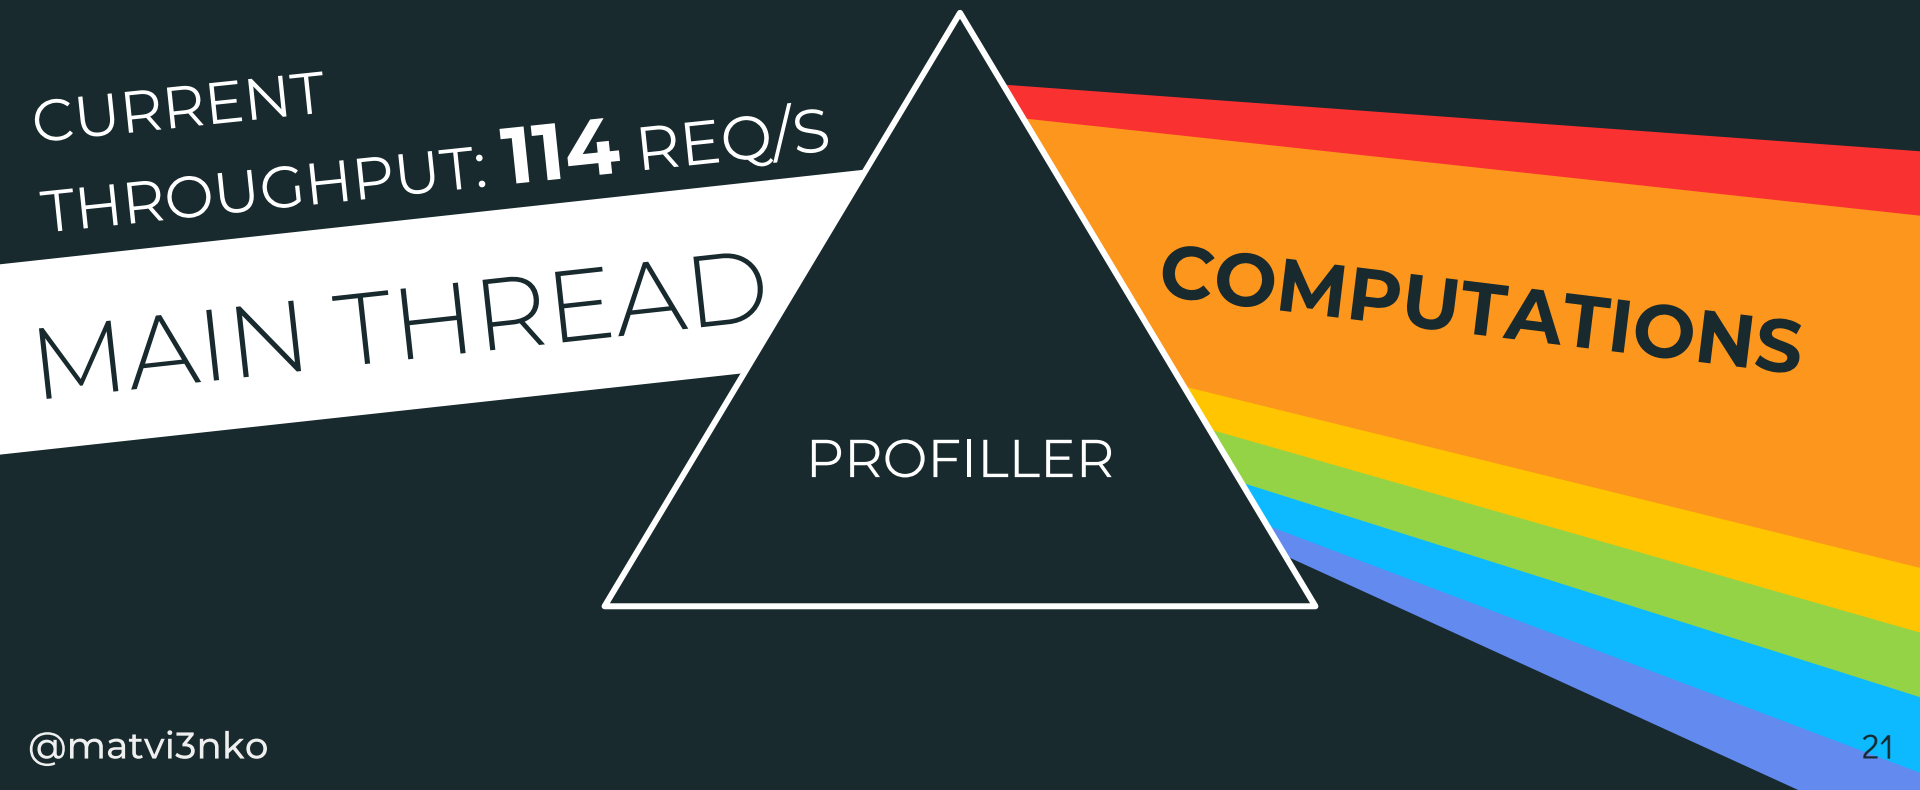 CURRENT
THROUGHPUT: 114 REQ/S
MAIN THREAD
PROFILLER
COMPUTATIONS
@matvi3nko
21